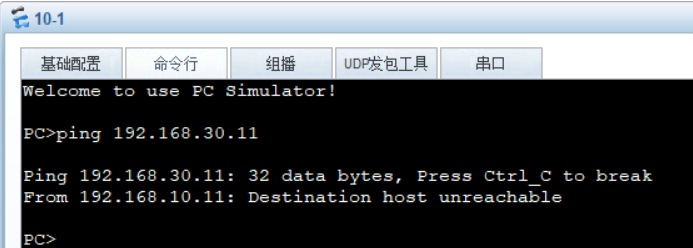 10-1
基础配置 命令行 组播 UDP发包工具 串口
Welcome to use PC Simulator!
PC>ping 192.168.30.11
Ping 192.168.30.11: 32 data bytes, Press Ctrl_C to break
From 192.168.10.11: Destination host unreachable
PC>